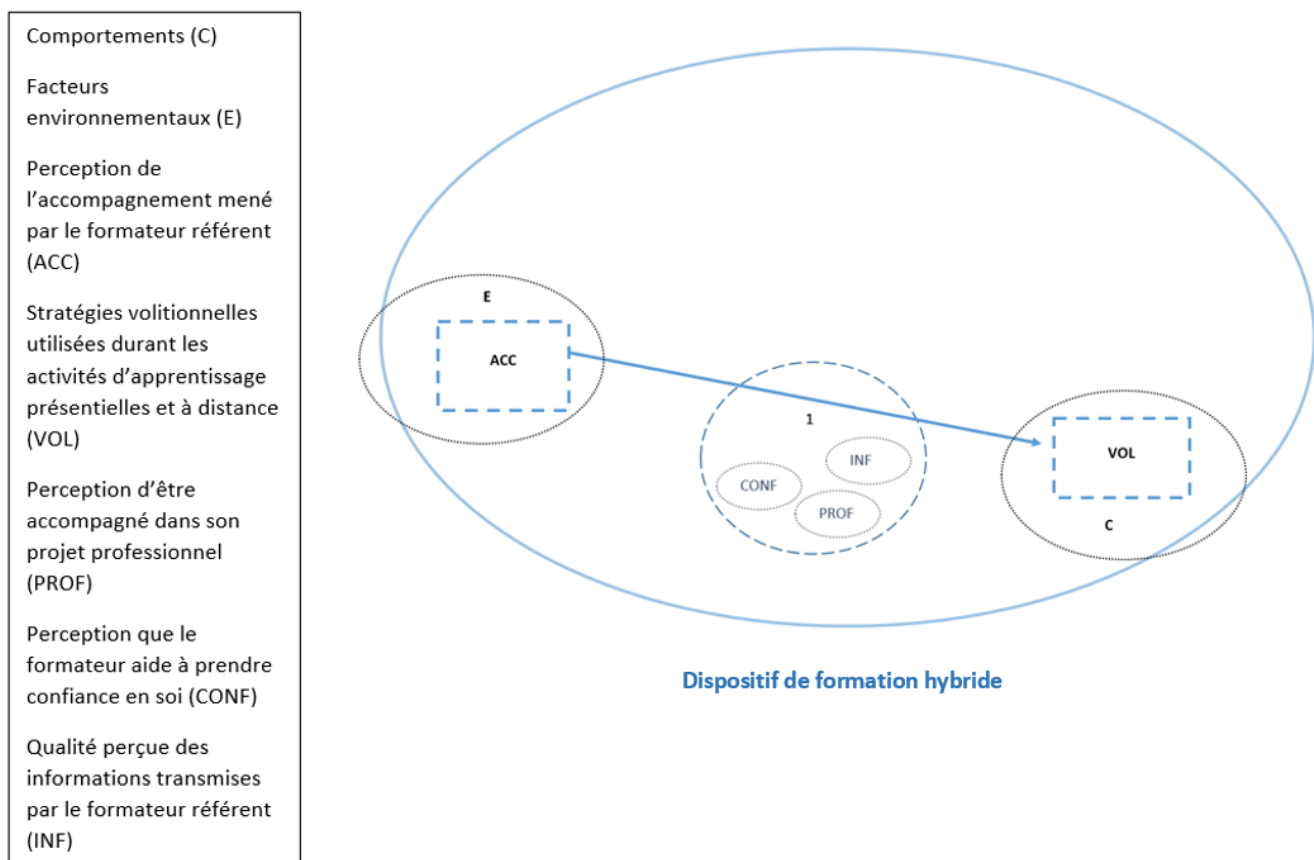 Comportements (C)
Facteurs
environnementaux (E)
Perception de
l’accompagnement mené
par le formateur référent
(ACC)
Stratégies volitionnelles
utilisées durant les
activités d’apprentissage
présentielles et à distance
(VOL)
Perception d’être
accompagné dans son
projet professionnel
(PROF)
Perception que le
formateur aide à prendre
confiance en soi (CONF)
Qualité perçue des
informations transmises
par le formateur référent
(INF)
E
ACC
1
INF
CONF
PROF
VOL
C
Dispositif de formation hybride